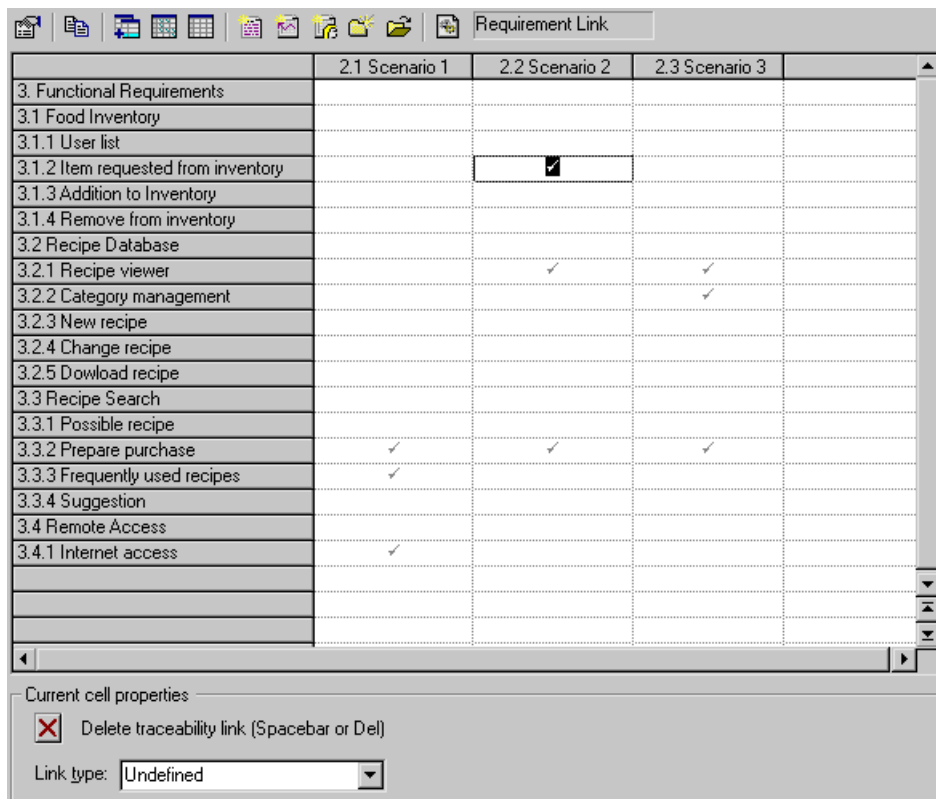 Requirement Link
2.1 Scenario 1 2.2 Scenario 2 2.3 Scenario 3
3. Functional Requirements
3.1 Food Inventory
3.1.1 User list
3.1.2 Item requested from inventory
3.1.3 Addition to Inventory
3.1.4 Remove from inventory
3.2 Recipe Database
3.2.1 Recipe viewer
3.2.2 Category management
3.2.3 New recipe
3.2.4 Change recipe
3.2.5 Dowload recipe
3.3 Recipe Search
3.3.1 Possible recipe
3.3.2 Prepare purchase
3.3.3 Frequently used recipes
3.3.4 Suggestion
3.4 Remote Access
3.4.1 Internet access
Current cell properties
Delete traceability link (Spacebar or Del)
Link type: Undefined